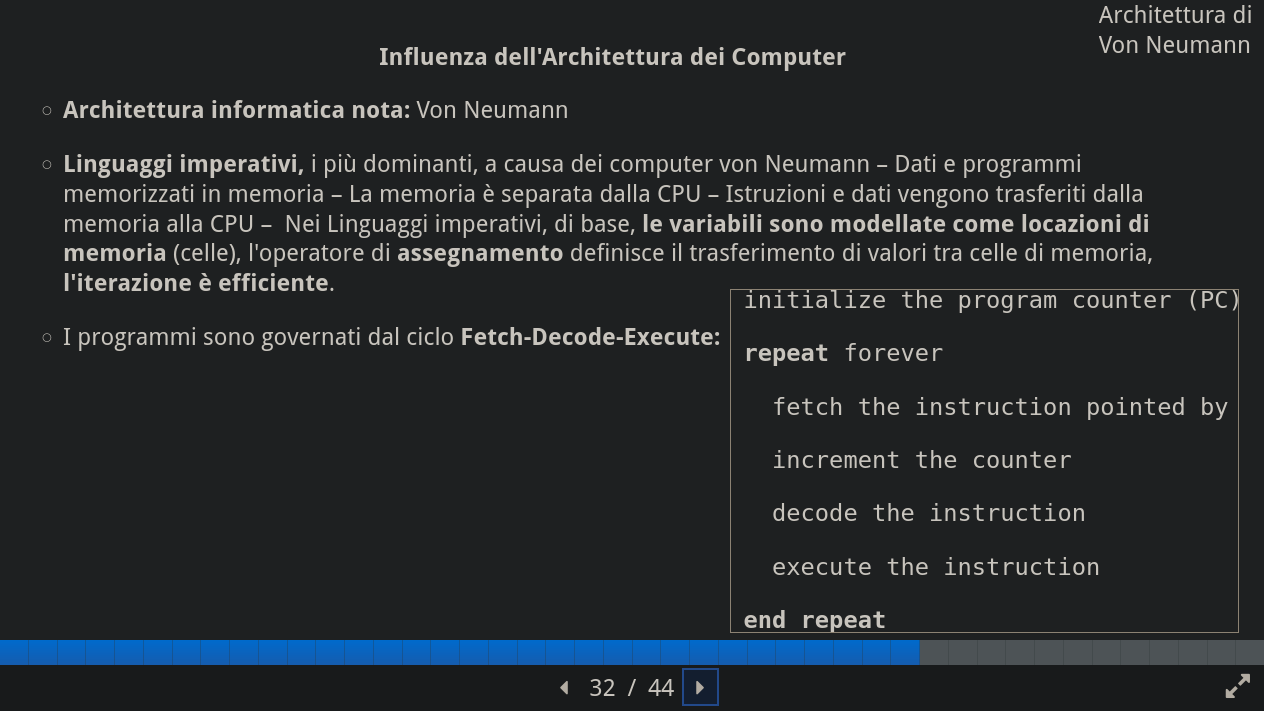 Architettura di
Von Neumann
Influenza dell'Architettura dei Computer
Architettura informatica nota: Von Neumann
Linguaggi imperativi, i più dominanti, a causa dei computer von Neumann – Dati e programmi
memorizzati in memoria – La memoria è separata dalla CPU – Istruzioni e dati vengono trasferiti dalla
memoria alla CPU –  Nei Linguaggi imperativi, di base, le variabili sono modellate come locazioni di
memoria (celle), l'operatore di assegnamento definisce il trasferimento di valori tra celle di memoria,
l'iterazione è efficiente.
I programmi sono governati dal ciclo Fetch-Decode-Execute:
initialize the program counter (PC)
repeat forever
fetch the instruction pointed by
increment the counter
decode the instruction
execute the instruction
end repeat
32 / 44